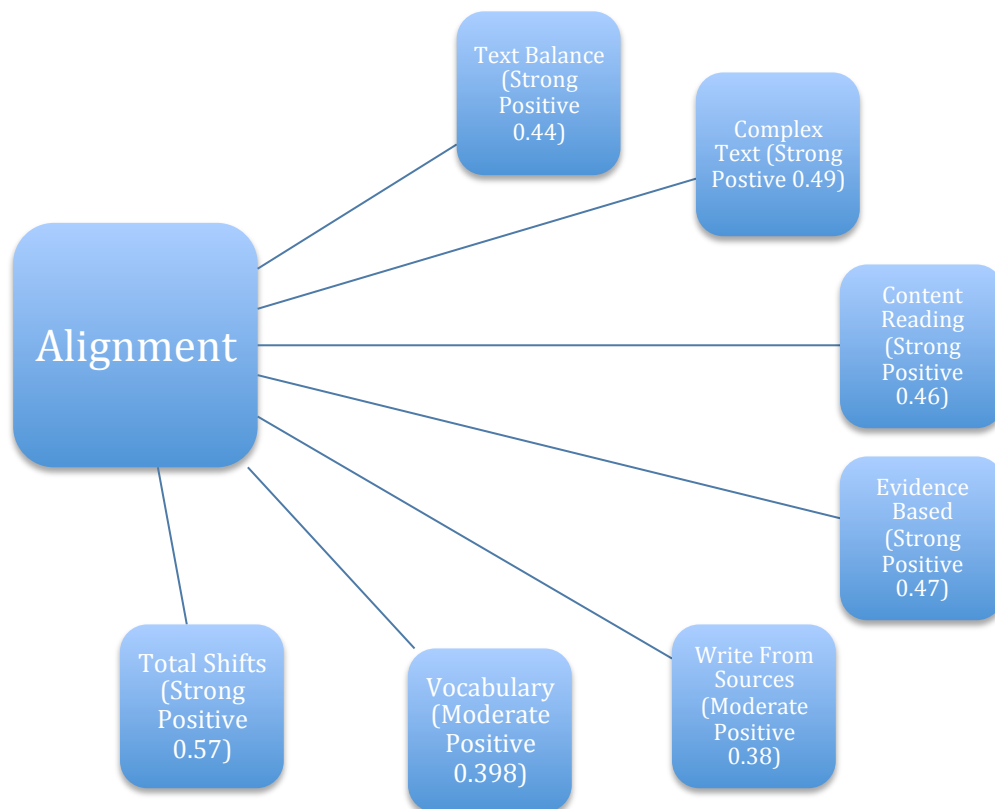 Text Balance
(Strong
Positive
0.44)
Complex
Text (Strong
Postive 0.49)
Alignment
Content
Reading
(Strong
Positive
0.46)
Evidence
Based
(Strong
Positive
0.47)
Write From
Sources
(Moderate
Positive
0.38)
Vocabulary
(Moderate
Positive
0.398)
Total Shifts
(Strong
Positive
0.57)